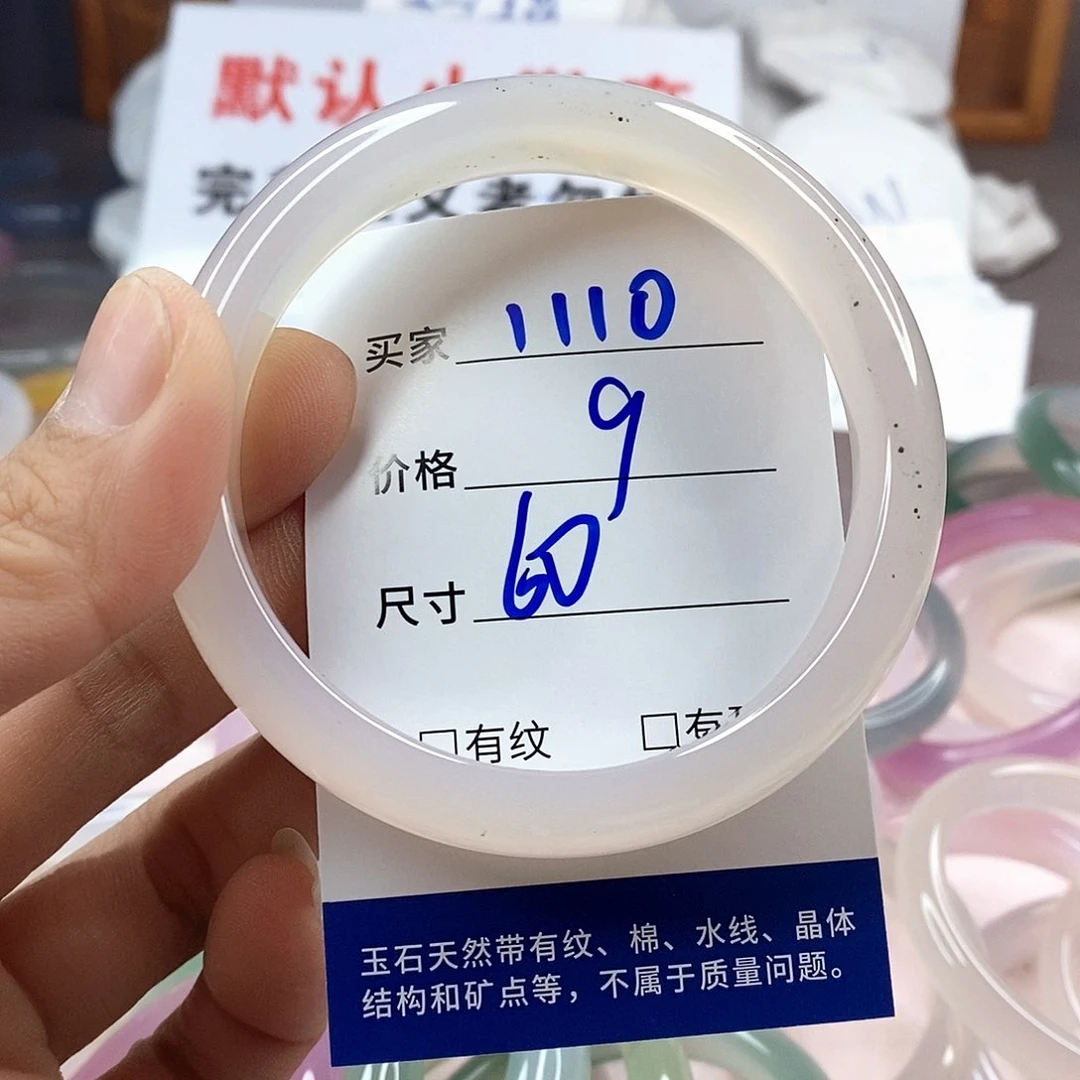 默认
完
买家 1110
价格 9
尺寸 60
□有纹 □有
玉石天然带有纹、棉、水线、晶体
结构和矿点等，不属于质量问题。